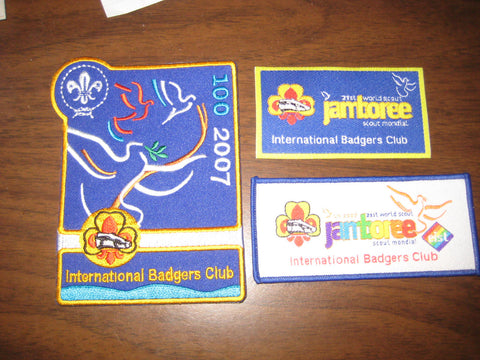 100 2007
International Badgers Club
21st world scout
jamboree
scout mondial
International Badgers Club
21st world scout
jamboree
scout mondial
ist
International Badgers Club